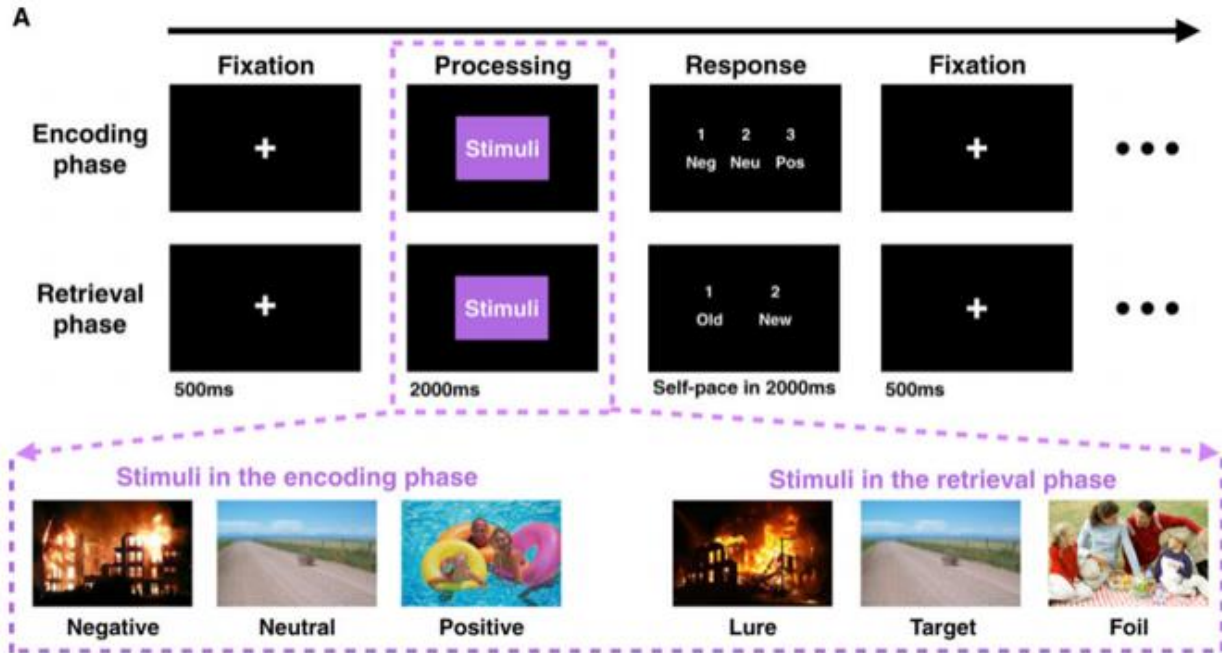 A
Fixation Processing Response Fixation
Encoding
phase
+
Stimuli
1 2 3
Neg Neu Pos
+
Retrieval
phase
+
Stimuli
1 2
Old New
+
500ms 2000ms Self-pace in 2000ms 500ms
Stimuli in the encoding phase
Stimuli in the retrieval phase
Negative Neutral Positive
Lure Target Foil